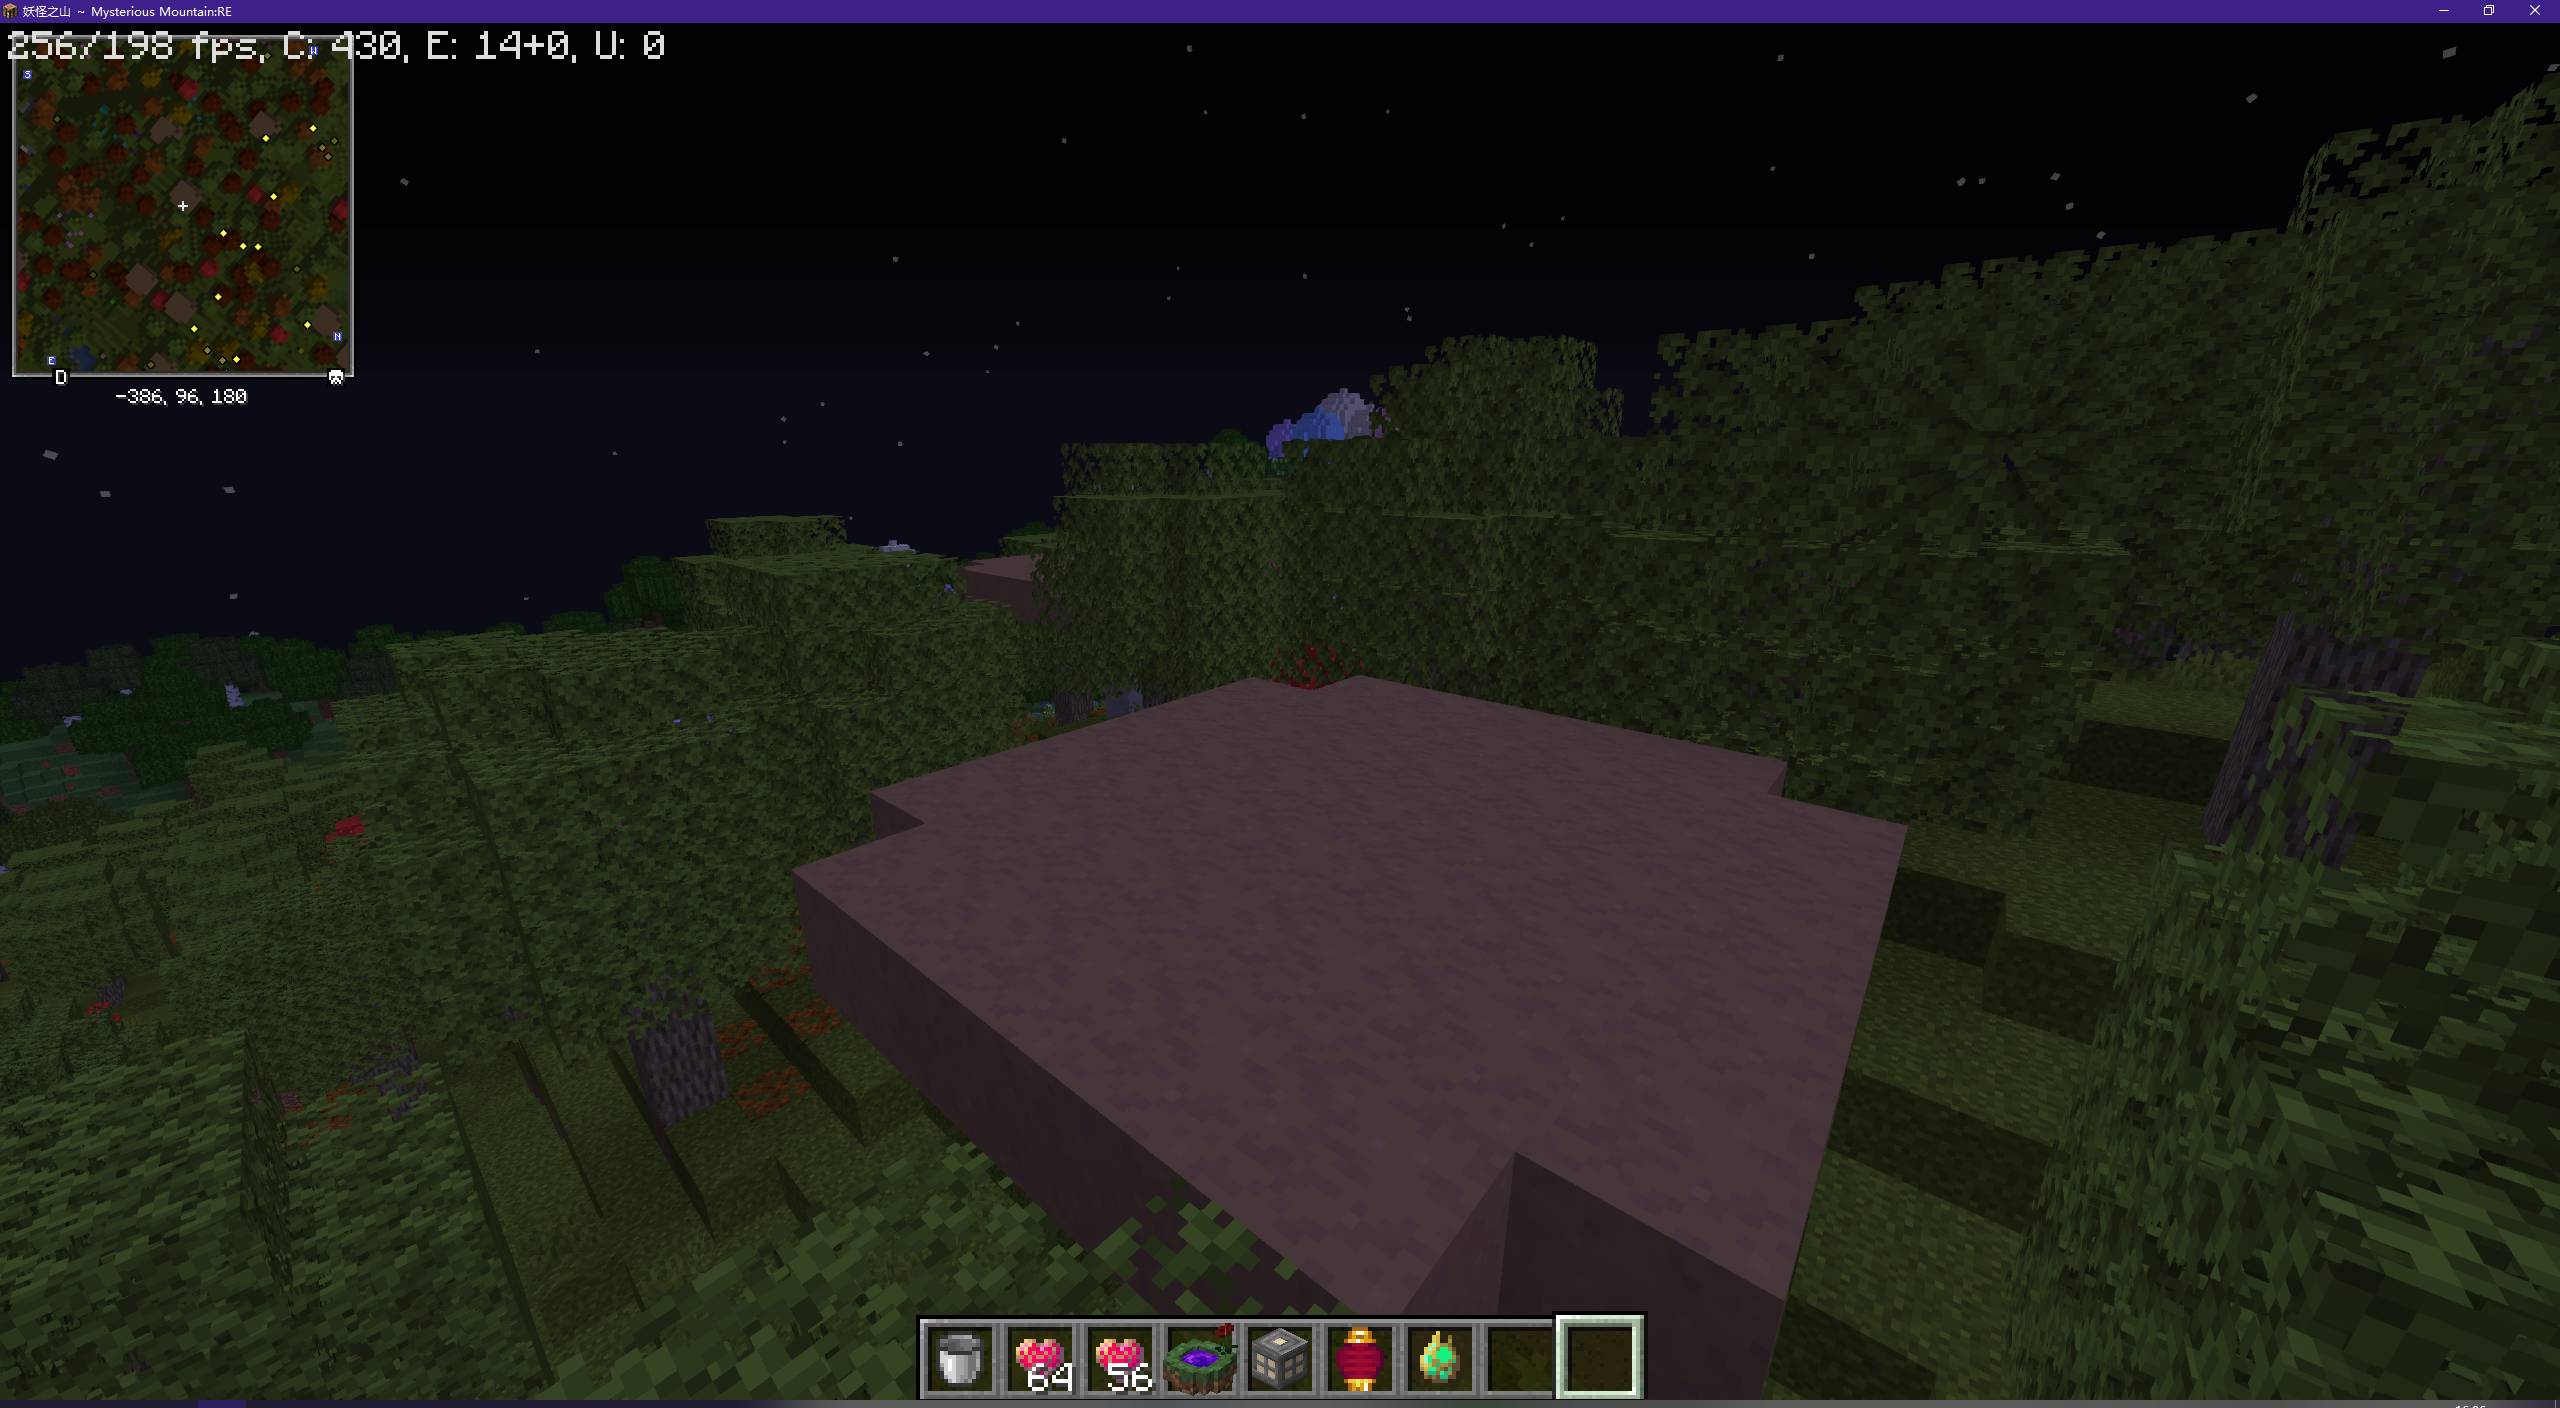 妖怪之山 ~ Mysterious Mountain:RE
256/198 fps, C: 430, E: 14+0, U: 0
W
S
N
E
D
-386, 96, 180
64
56